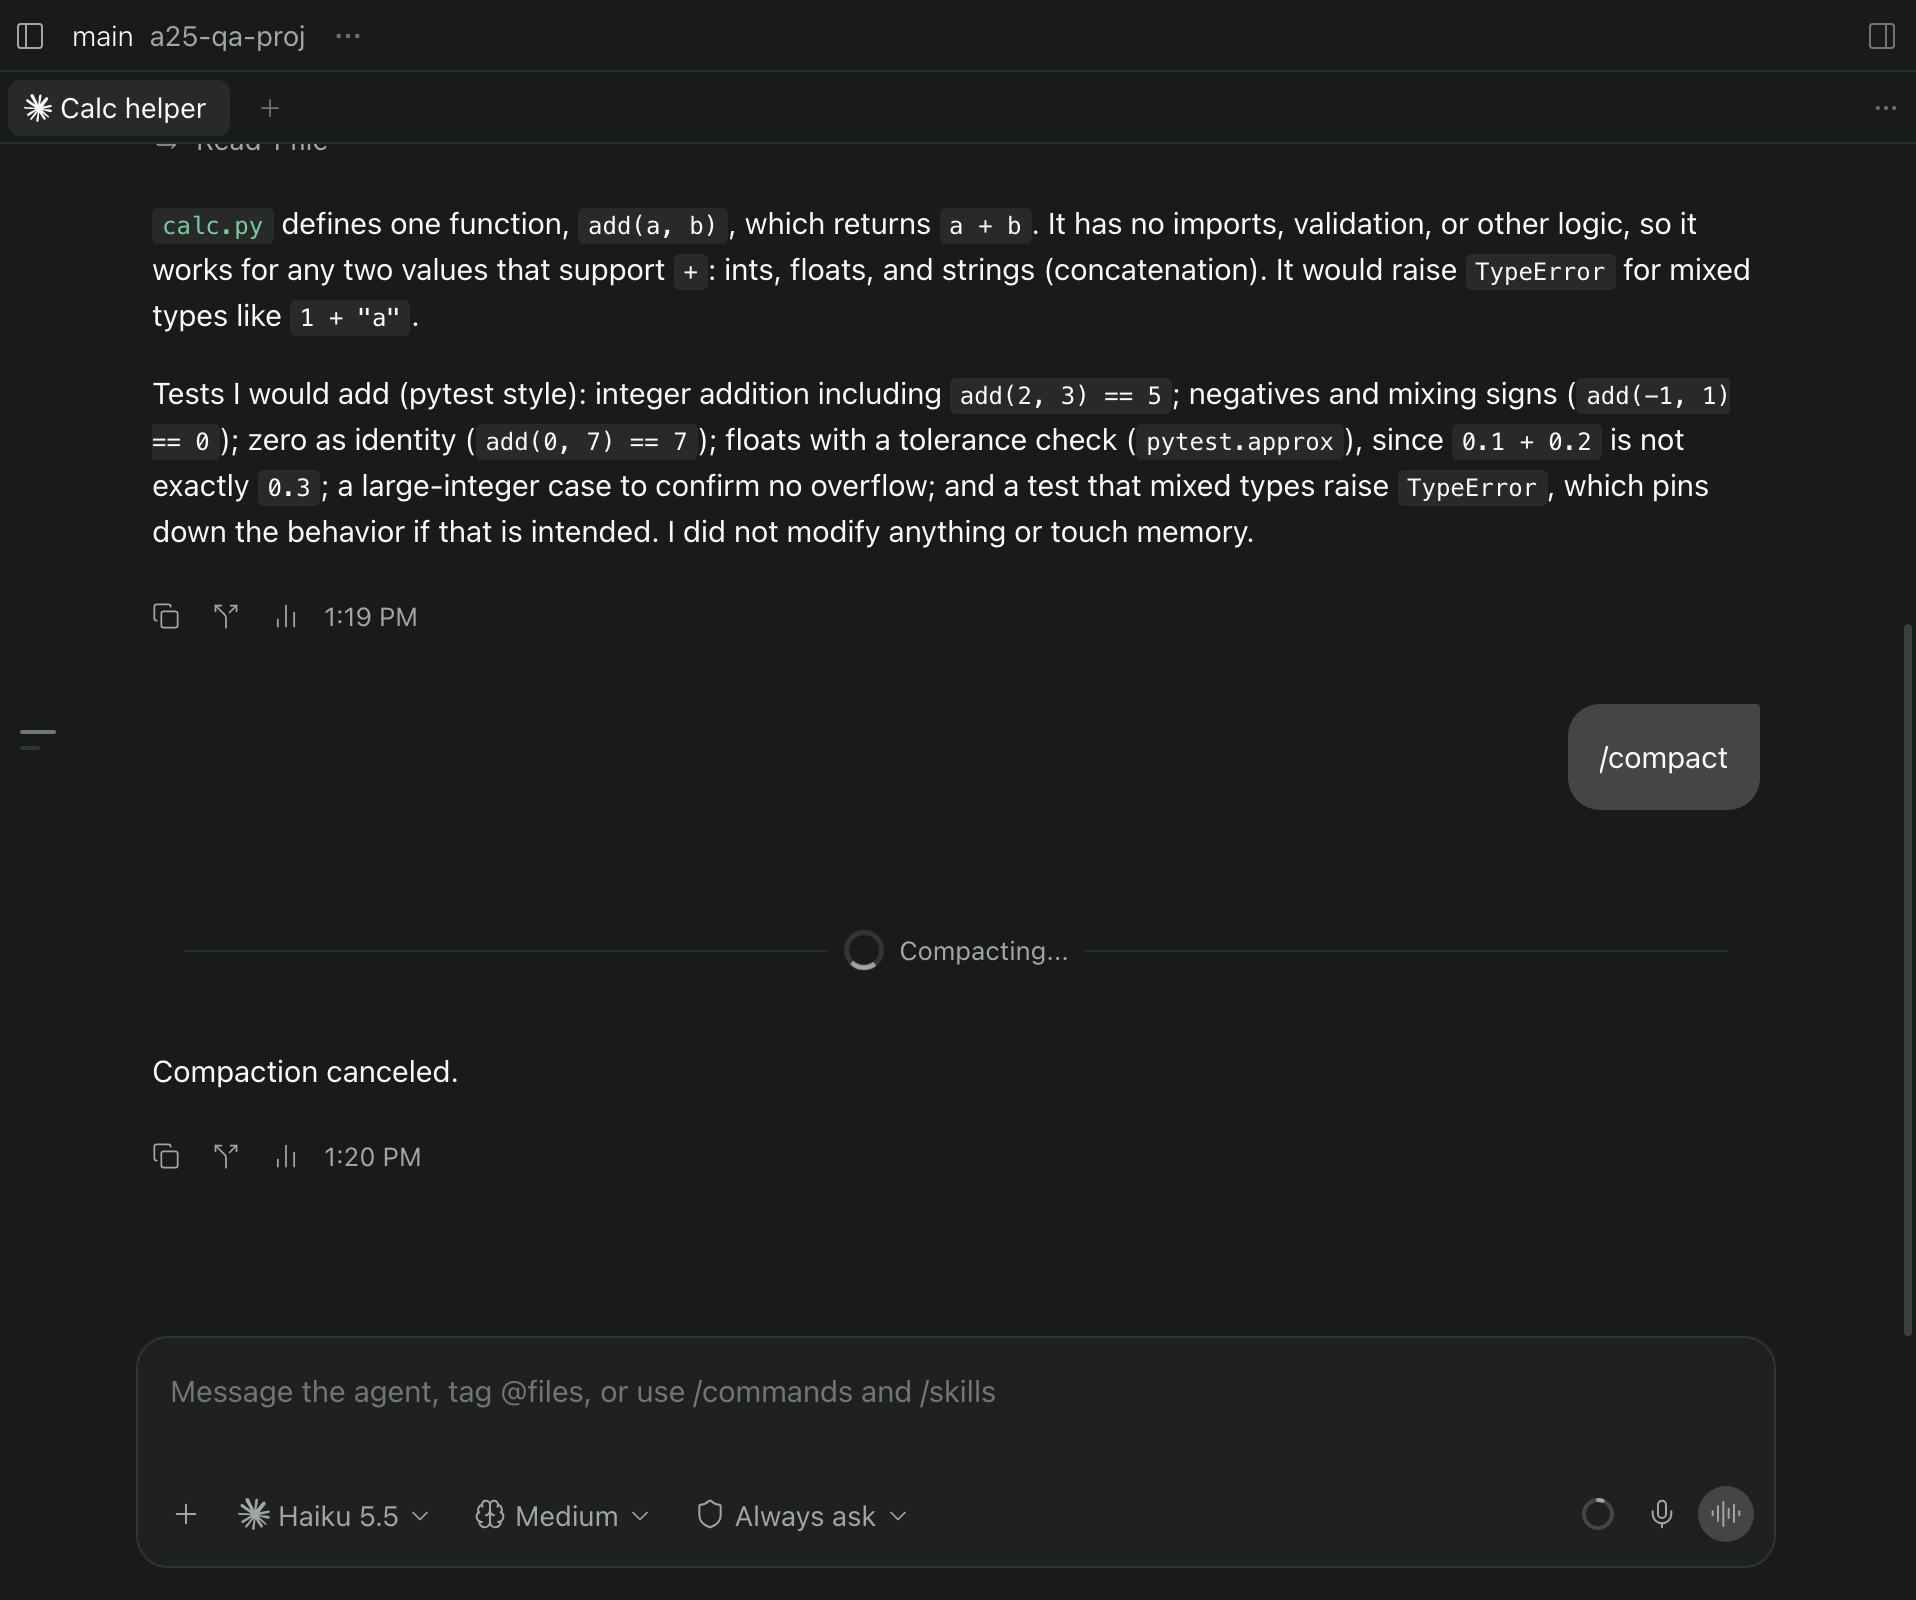 main a25-qa-proj
Calc helper
Read 1 file
calc.py defines one function, add(a, b), which returns a + b. It has no imports, validation, or other logic, so it
works for any two values that support +: ints, floats, and strings (concatenation). It would raise TypeError for mixed
types like 1 + "a".
Tests I would add (pytest style): integer addition including add(2, 3) == 5; negatives and mixing signs (add(-1, 1)
== 0); zero as identity (add(0, 7) == 7); floats with a tolerance check (pytest.approx), since 0.1 + 0.2 is not
exactly 0.3; a large-integer case to confirm no overflow; and a test that mixed types raise TypeError, which pins
down the behavior if that is intended. I did not modify anything or touch memory.
1:19 PM
/compact
Compacting...
Compaction canceled.
1:20 PM
Message the agent, tag @files, or use /commands and /skills
Haiku 5.5 Medium Always ask